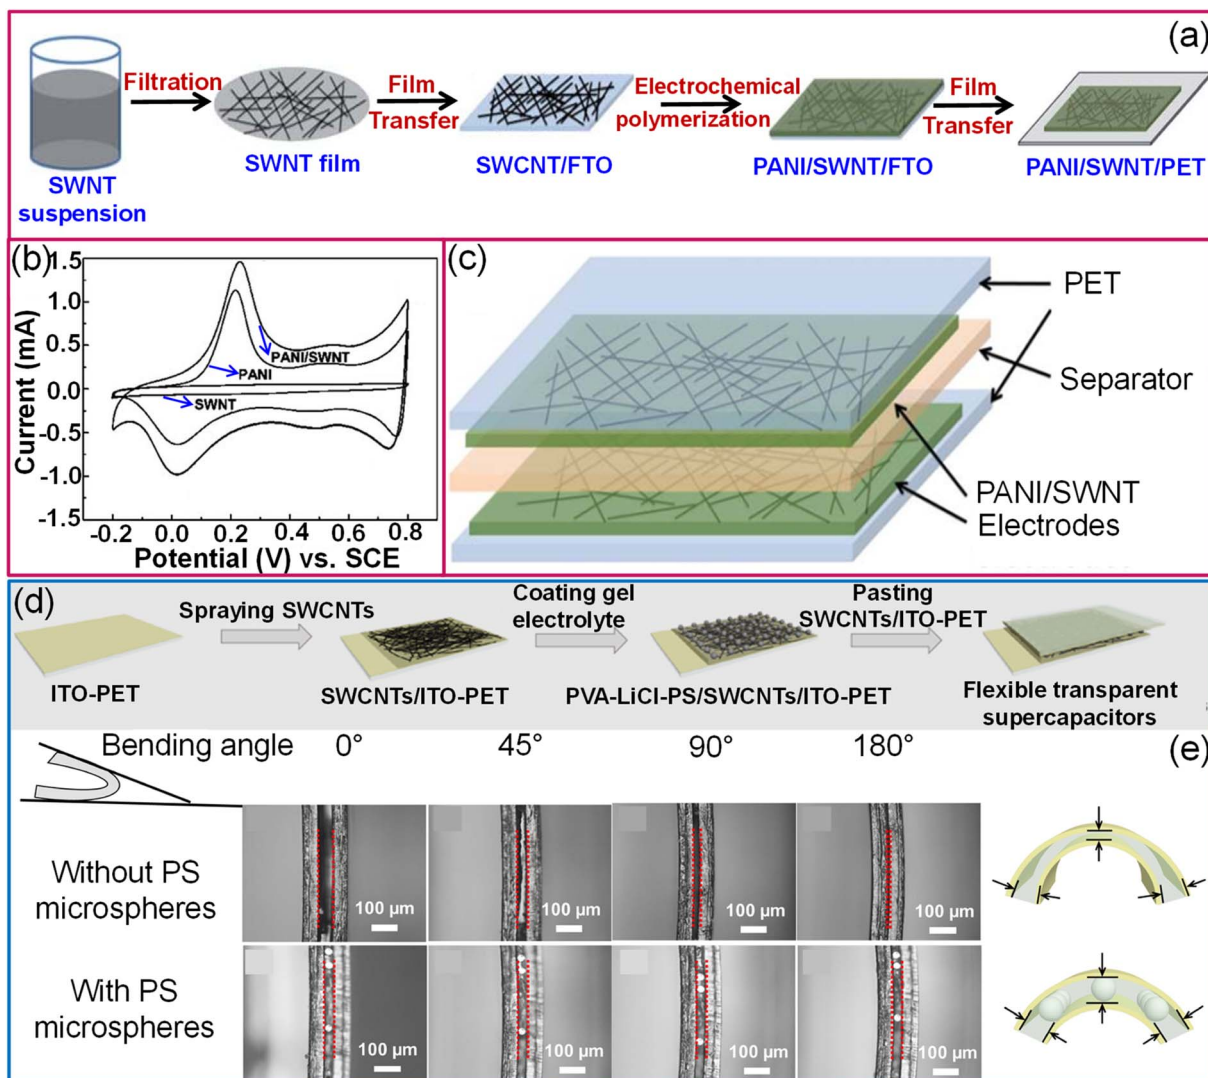 (a)
Filtration
Film
Transfer
Electrochemical
polymerization
Film
Transfer
SWNT
suspension
SWNT film
SWCNT/FTO
PANI/SWNT/FTO
PANI/SWNT/PET
(b)
1.5
1.0
0.5
0.0
-0.5
-1.0
-1.5
Current (mA)
PANI/SWNT
PANI
SWNT
-0.2 0.0 0.2 0.4 0.6 0.8
Potential (V) vs. SCE
(c)
PET
Separator
PANI/SWNT
Electrodes
(d)
Spraying SWCNTs
Coating gel
electrolyte
Pasting
SWCNTs/ITO-PET
ITO-PET
SWCNTs/ITO-PET
PVA-LiCl-PS/SWCNTs/ITO-PET
Flexible transparent
supercapacitors
Bending angle 0° 45° 90° 180°
(e)
Without PS
microspheres
100 µm 100 µm 100 µm 100 µm
With PS
microspheres
100 µm 100 µm 100 µm 100 µm